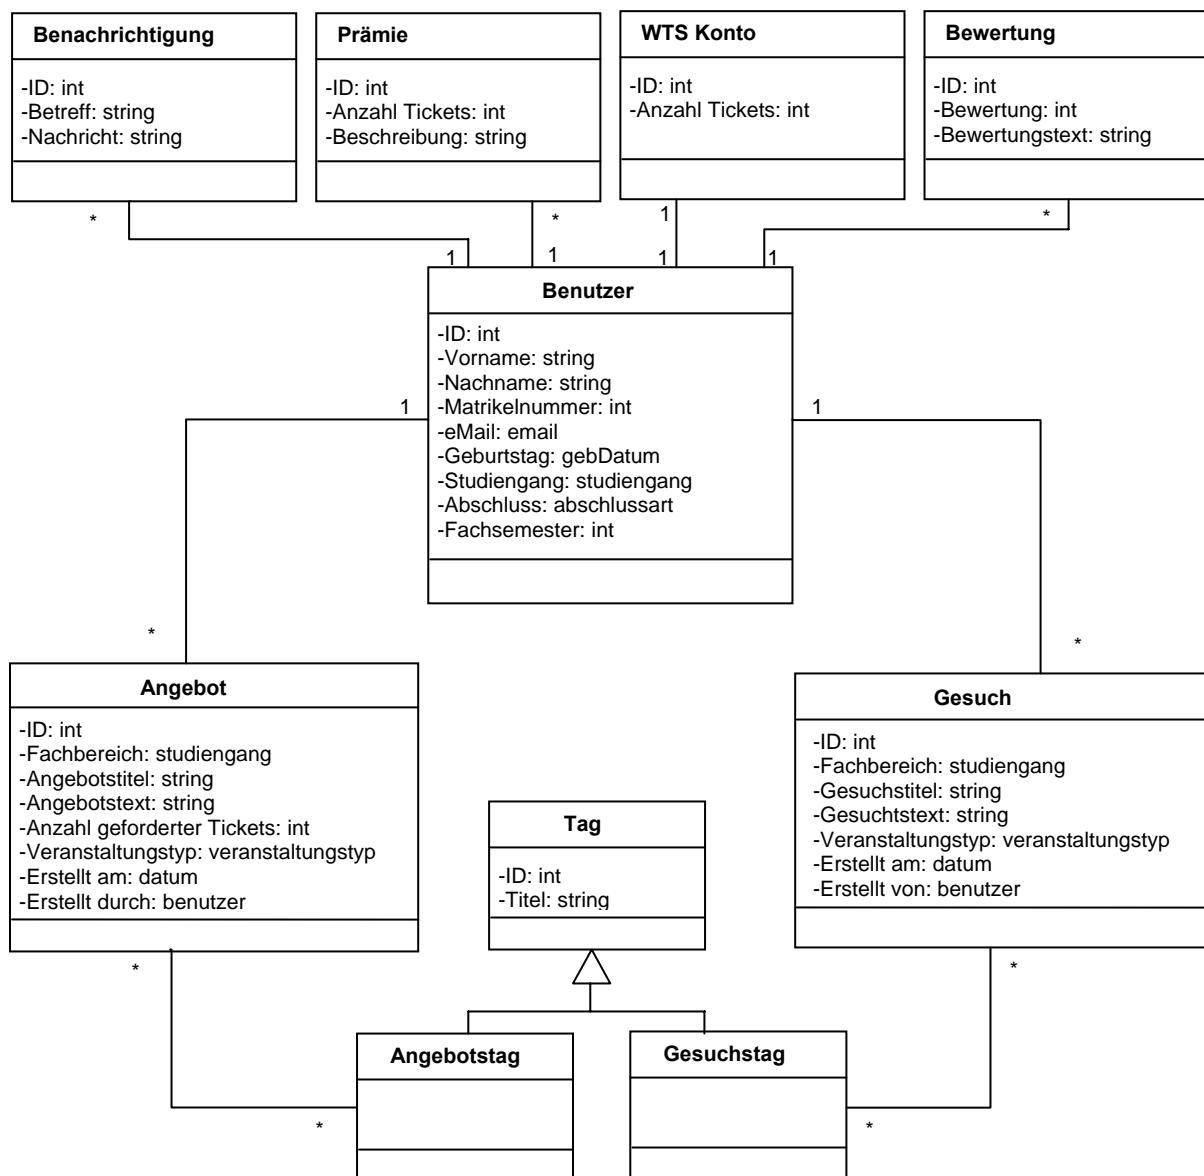 Benachrichtigung
-ID: int
-Betreff: string
-Nachricht: string
Prämie
-ID: int
-Anzahl Tickets: int
-Beschreibung: string
WTS Konto
-ID: int
-Anzahl Tickets: int
Bewertung
-ID: int
-Bewertung: int
-Bewertungstext: string
*
*
1
*
1
1
1
1
Benutzer
-ID: int
-Vorname: string
-Nachname: string
-Matrikelnummer: int
-eMail: email
-Geburtstag: gebDatum
-Studiengang: studiengang
-Abschluss: abschlussart
-Fachsemester: int
1
1
*
*
Angebot
-ID: int
-Fachbereich: studiengang
-Angebotstitel: string
-Angebotstext: string
-Anzahl geforderter Tickets: int
-Veranstaltungstyp: veranstaltungstyp
-Erstellt am: datum
-Erstellt durch: benutzer
Gesuch
-ID: int
-Fachbereich: studiengang
-Gesuchstitel: string
-Gesuchtstext: string
-Veranstaltungstyp: veranstaltungstyp
-Erstellt am: datum
-Erstellt von: benutzer
Tag
-ID: int
-Titel: string
*
*
Angebotstag
Gesuchstag
*
*